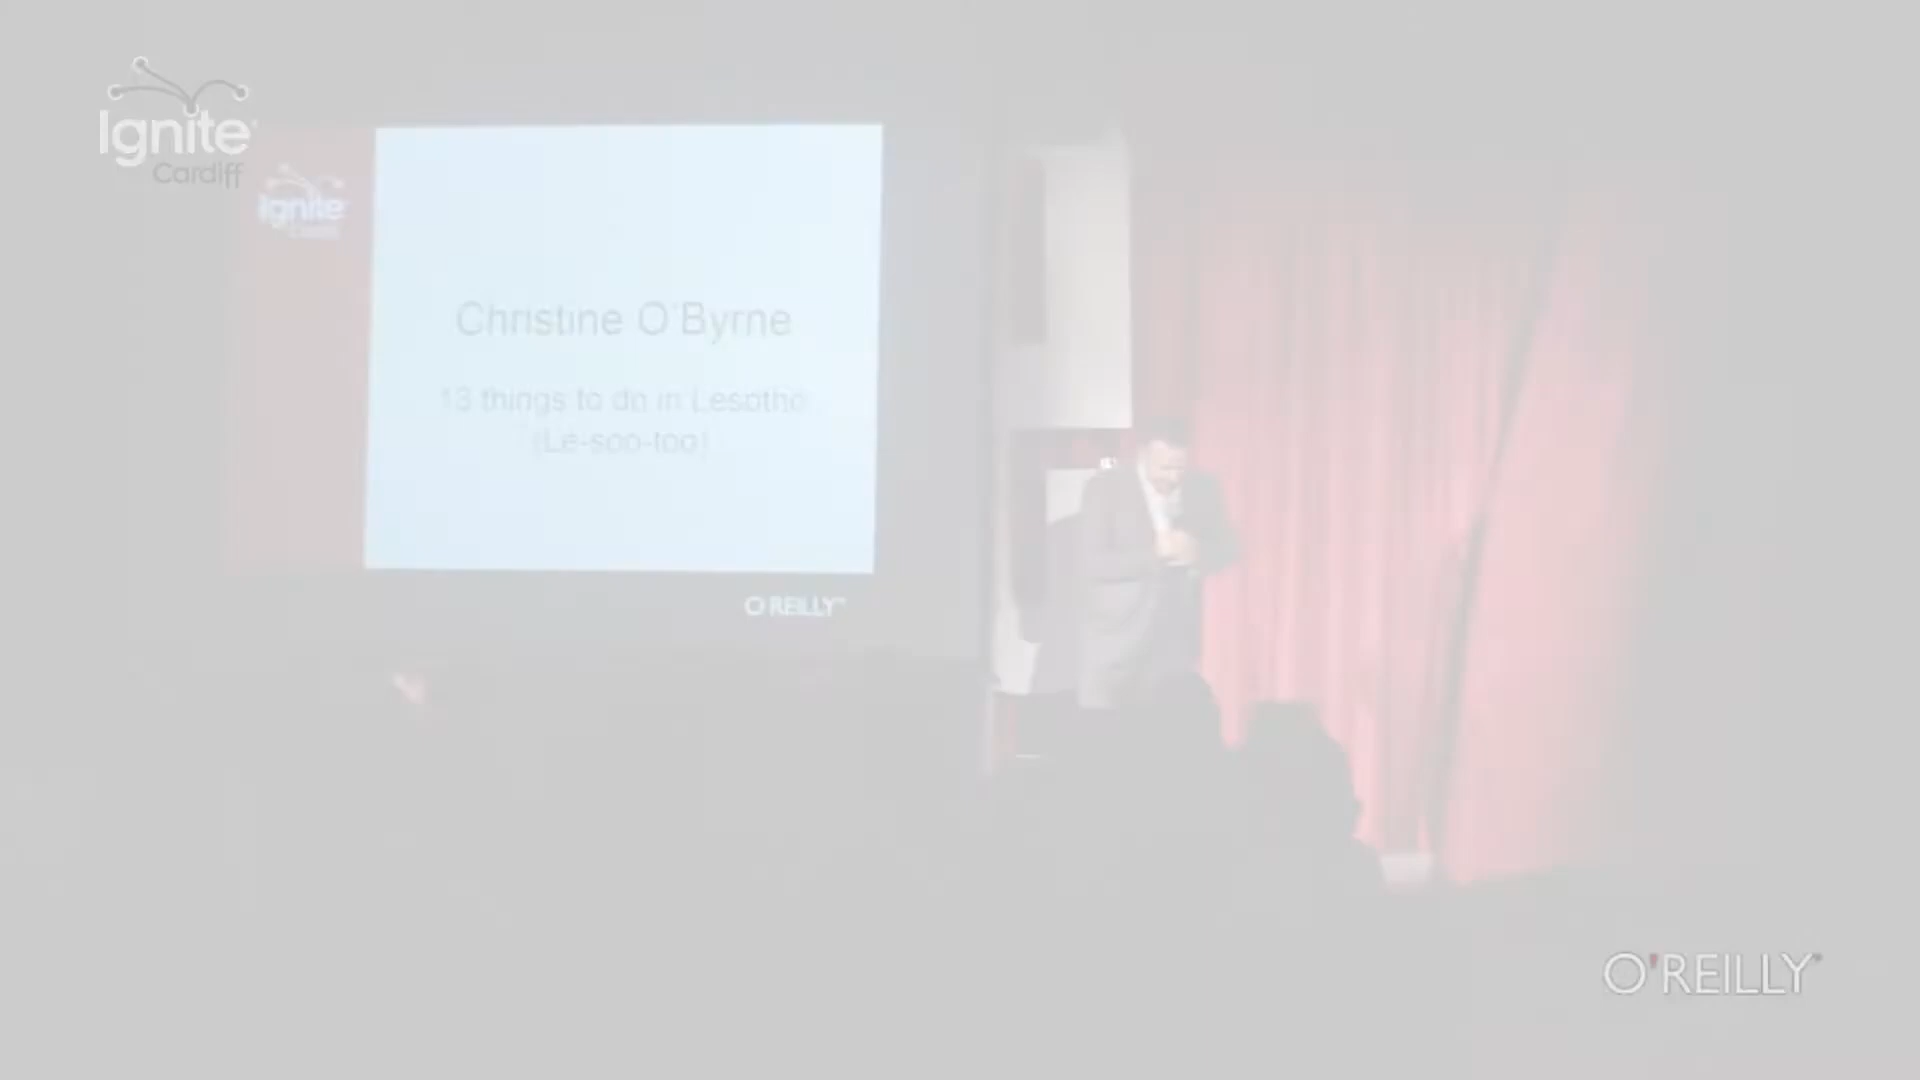 Ignite
Cardiff
Ignite
Christine O'Byrne
13 things to do in Lesotho
(Le-soo-too)
O'REILLY
O'REILLY